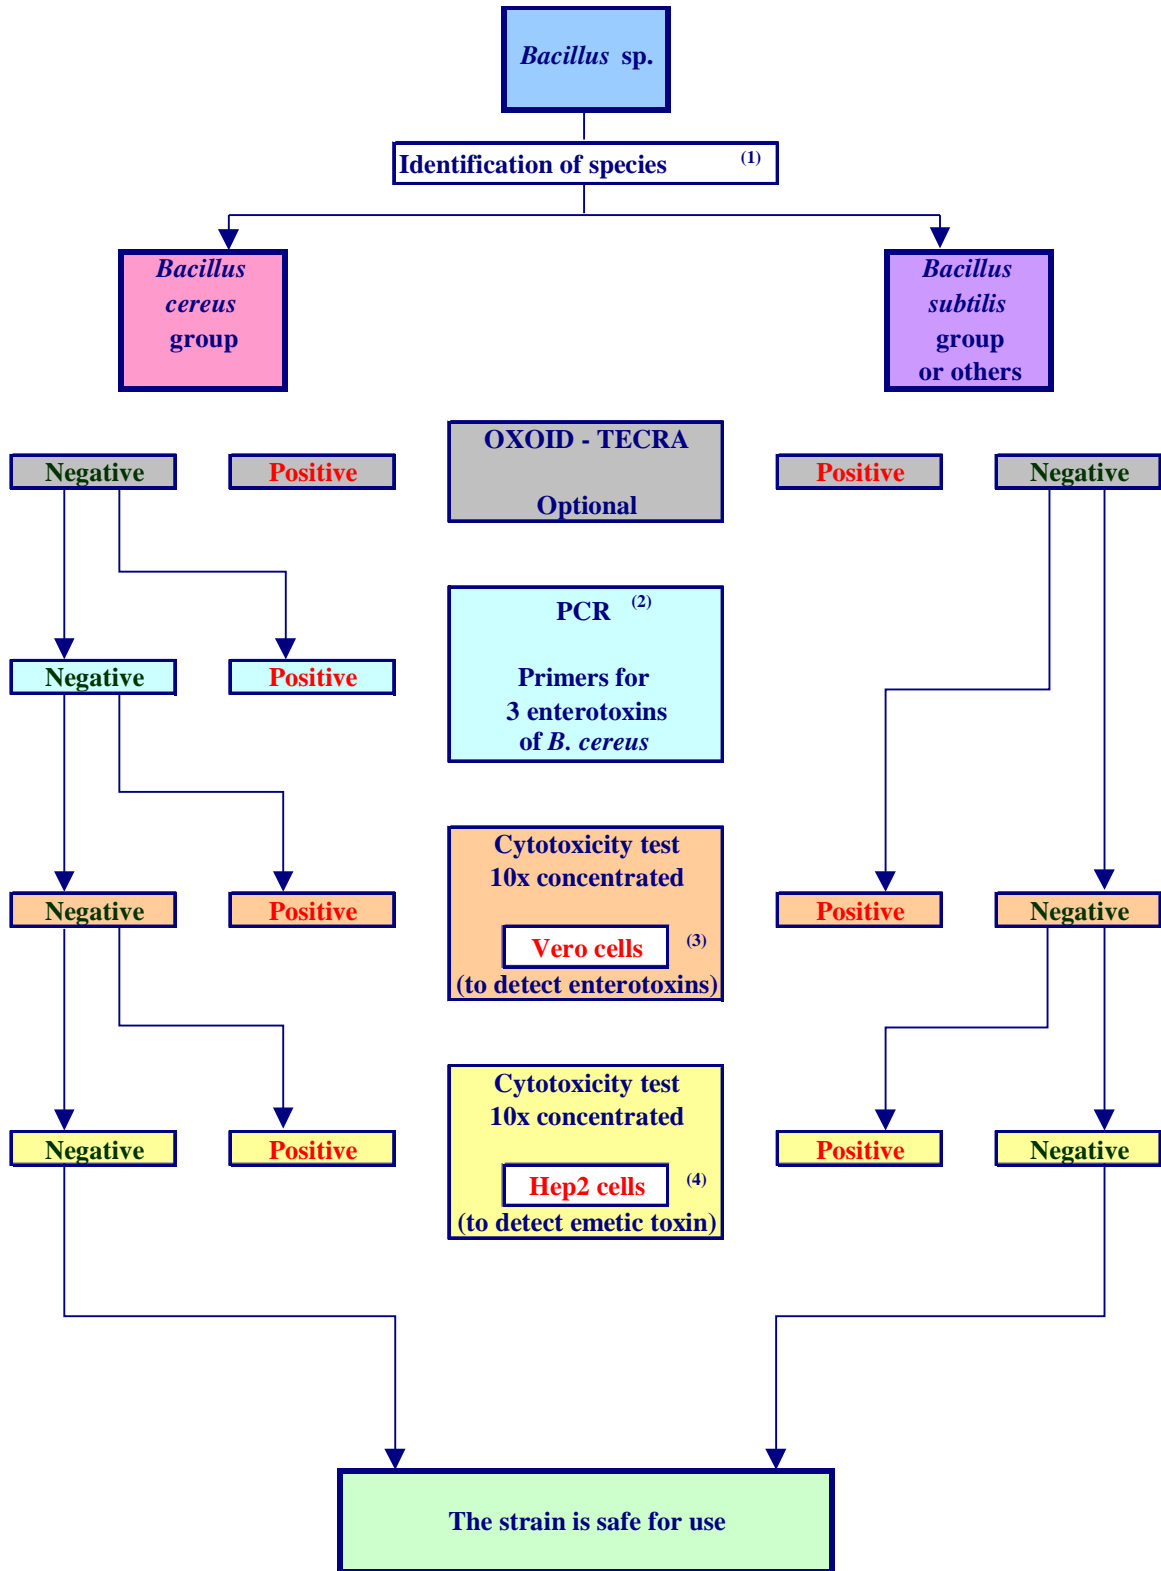 Bacillus sp.
Identification of species (1)
Bacillus
cereus
group
Bacillus
subtilis
group
or others
OXOID - TECRA
Optional
Negative
Positive
Positive
Negative
PCR (2)
Primers for
3 enterotoxins
of B. cereus
Negative
Positive
Cytotoxicity test
10x concentrated
Vero cells (3)
(to detect enterotoxins)
Negative
Positive
Positive
Negative
Cytotoxicity test
10x concentrated
Hep2 cells (4)
(to detect emetic toxin)
Negative
Positive
Positive
Negative
The strain is safe for use